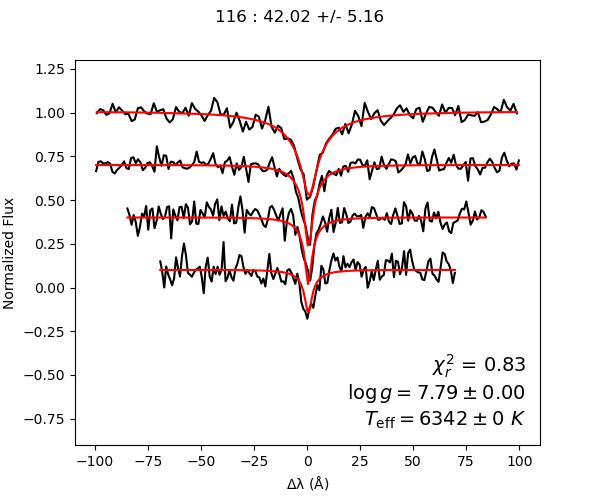 116 : 42.02 +/- 5.16
1.25
1.00
0.75
0.50
0.25
0.00
−0.25
−0.50
−0.75
Normalized Flux
χ²ᵣ = 0.83
log g = 7.79 ± 0.00
T_eff = 6342 ± 0 K
−100 −75 −50 −25 0 25 50 75 100
Δλ (Å)